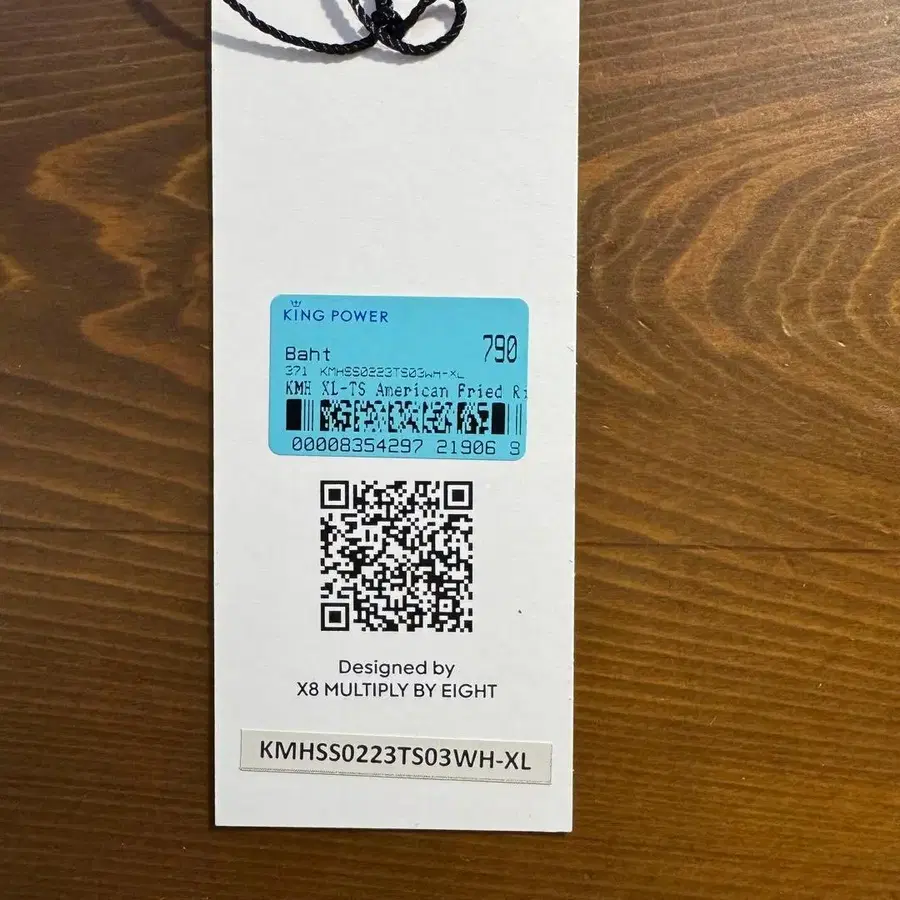 KING POWER
Baht 790
371 KMHSS0223TS03WH-XL
KMH XL-TS American Fried Ri
00008354297 21906 9
Designed by
X8 MULTIPLY BY EIGHT
KMHSS0223TS03WH-XL